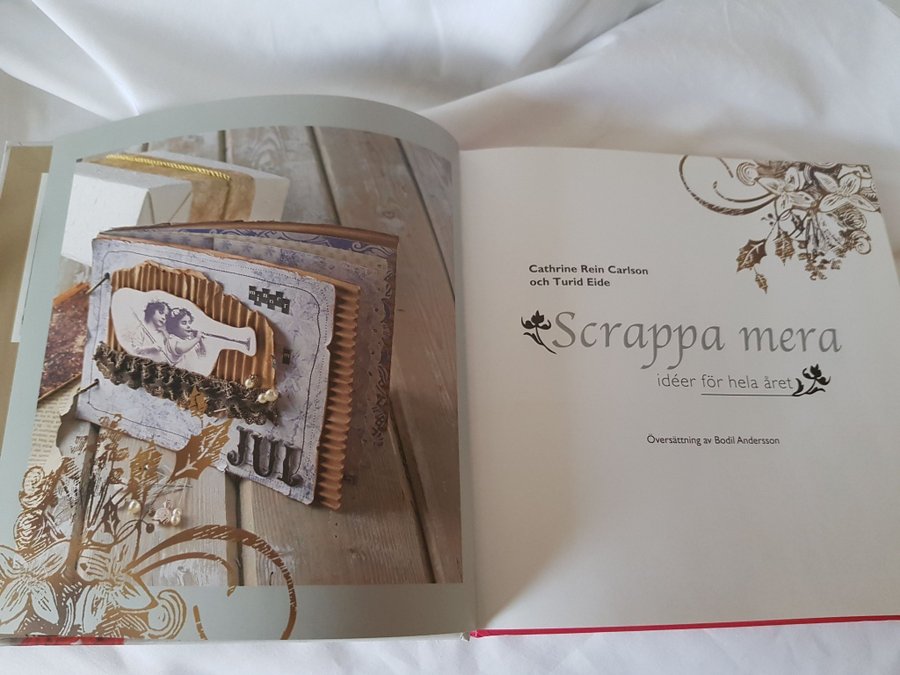 JUL
Cathrine Rein Carlson
och Turid Eide
Scrappa mera
idéer för hela året
Översättning av Bodil Andersson